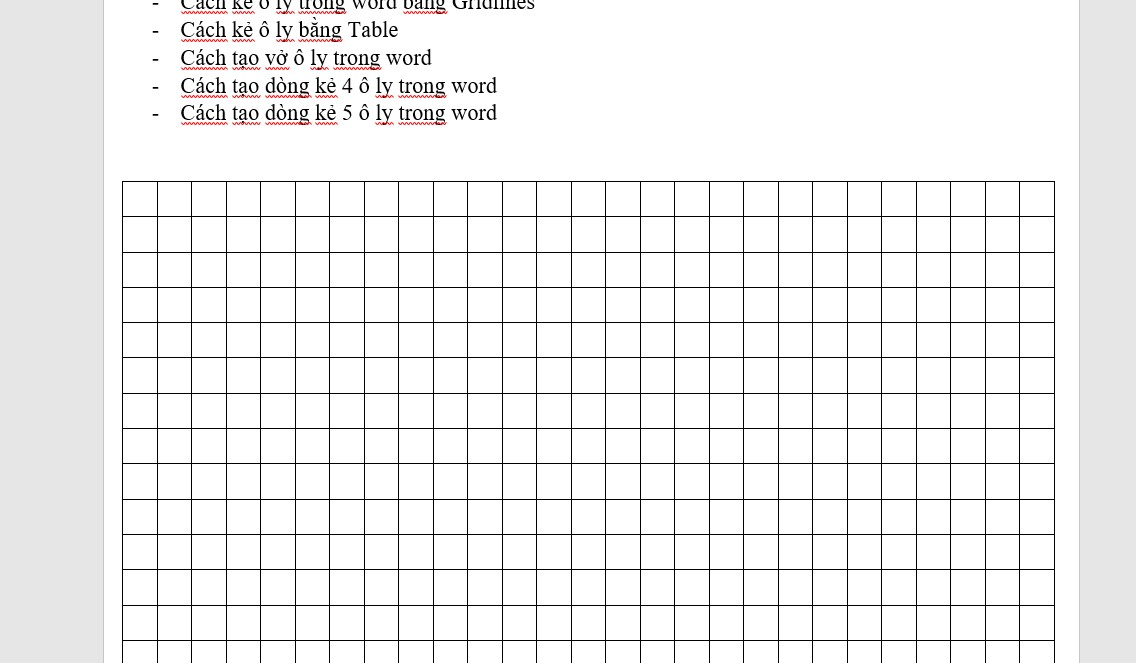 - Cách kẻ ô ly trong word bằng Gridlines
- Cách kẻ ô ly bằng Table
- Cách tạo vở ô ly trong word
- Cách tạo dòng kẻ 4 ô ly trong word
- Cách tạo dòng kẻ 5 ô ly trong word